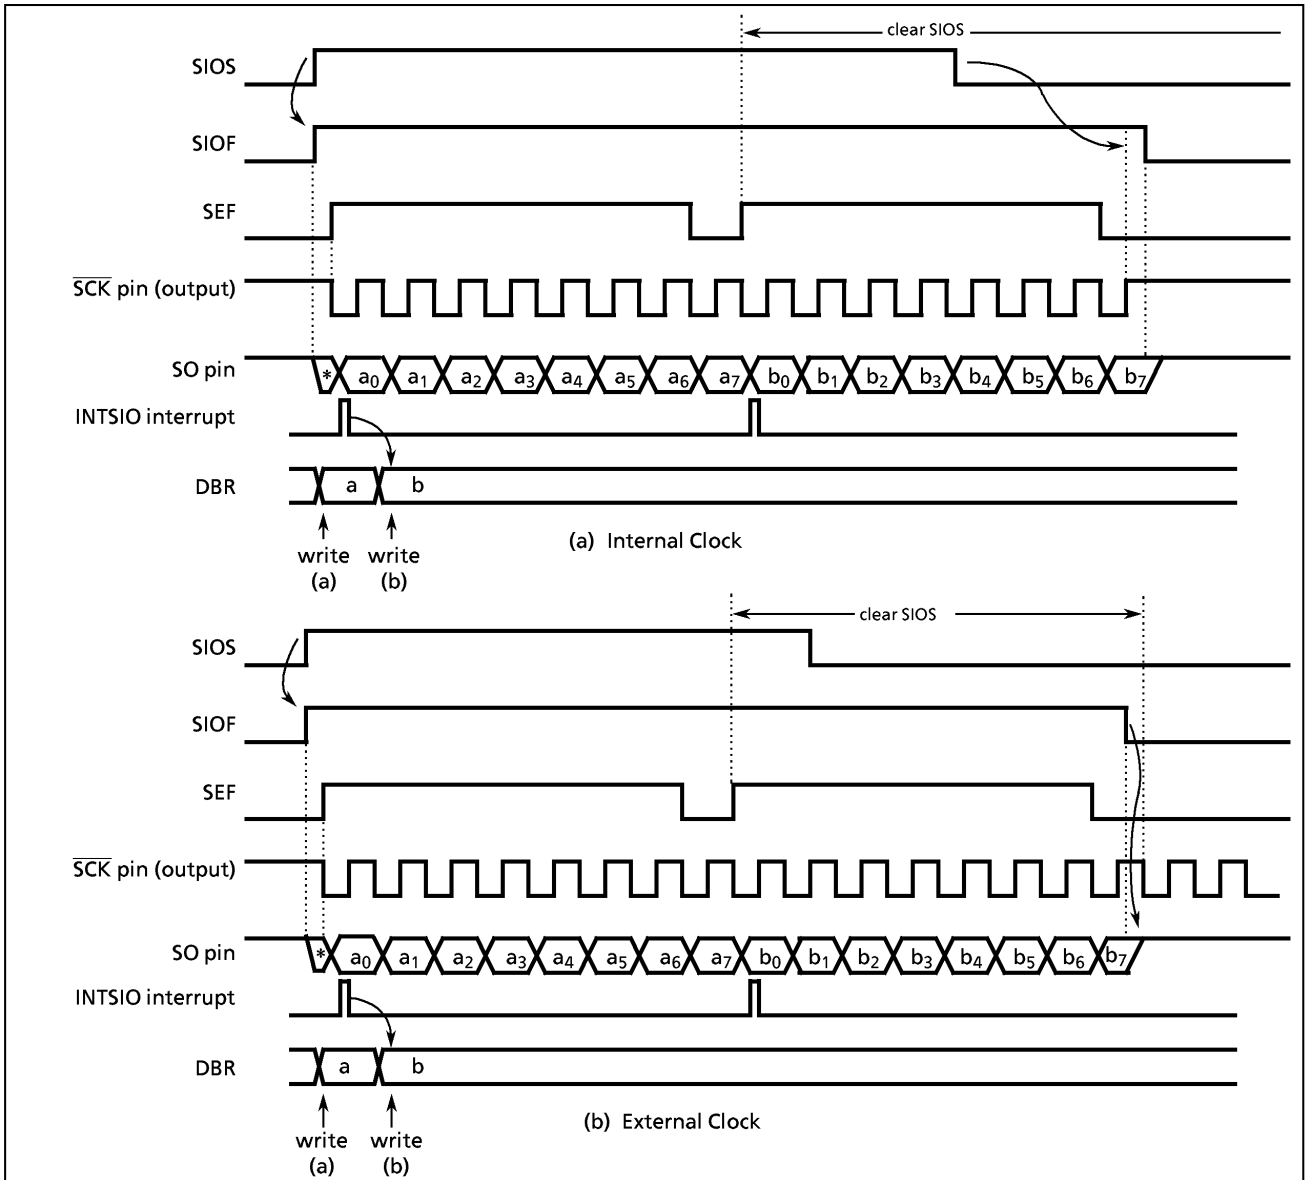 clear SIOS
SIOS
SIOF
SEF
S̅C̅K̅ pin (output)
SO pin * a0 a1 a2 a3 a4 a5 a6 a7 b0 b1 b2 b3 b4 b5 b6 b7
INTSIO interrupt
DBR a b
(a) Internal Clock
write write
(a) (b)
clear SIOS
SIOS
SIOF
SEF
S̅C̅K̅ pin (output)
SO pin * a0 a1 a2 a3 a4 a5 a6 a7 b0 b1 b2 b3 b4 b5 b6 b7
INTSIO interrupt
DBR a b
(b) External Clock
write write
(a) (b)